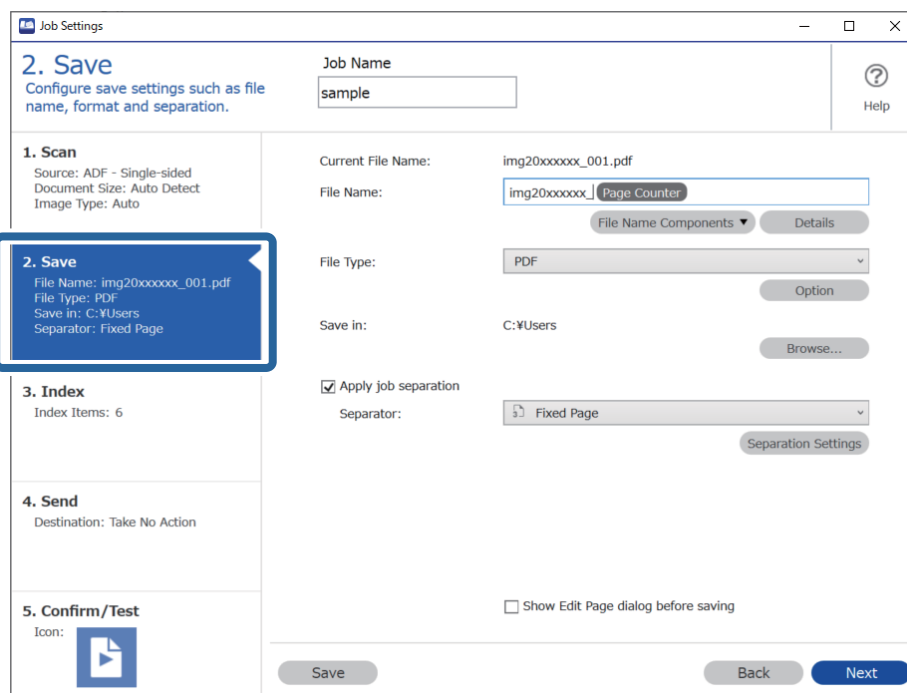 Job Settings
2. Save
Configure save settings such as file
name, format and separation.
Job Name
sample
Help
1. Scan
Source: ADF - Single-sided
Document Size: Auto Detect
Image Type: Auto
2. Save
File Name: img20xxxxxx_001.pdf
File Type: PDF
Save in: C:¥Users
Separator: Fixed Page
3. Index
Index Items: 6
4. Send
Destination: Take No Action
5. Confirm/Test
Icon:
Current File Name: img20xxxxxx_001.pdf
File Name: img20xxxxxx_ Page Counter
File Name Components ▼ Details
File Type: PDF
Option
Save in: C:¥Users
Browse...
Apply job separation
Separator: Fixed Page
Separation Settings
Show Edit Page dialog before saving
Save Back Next